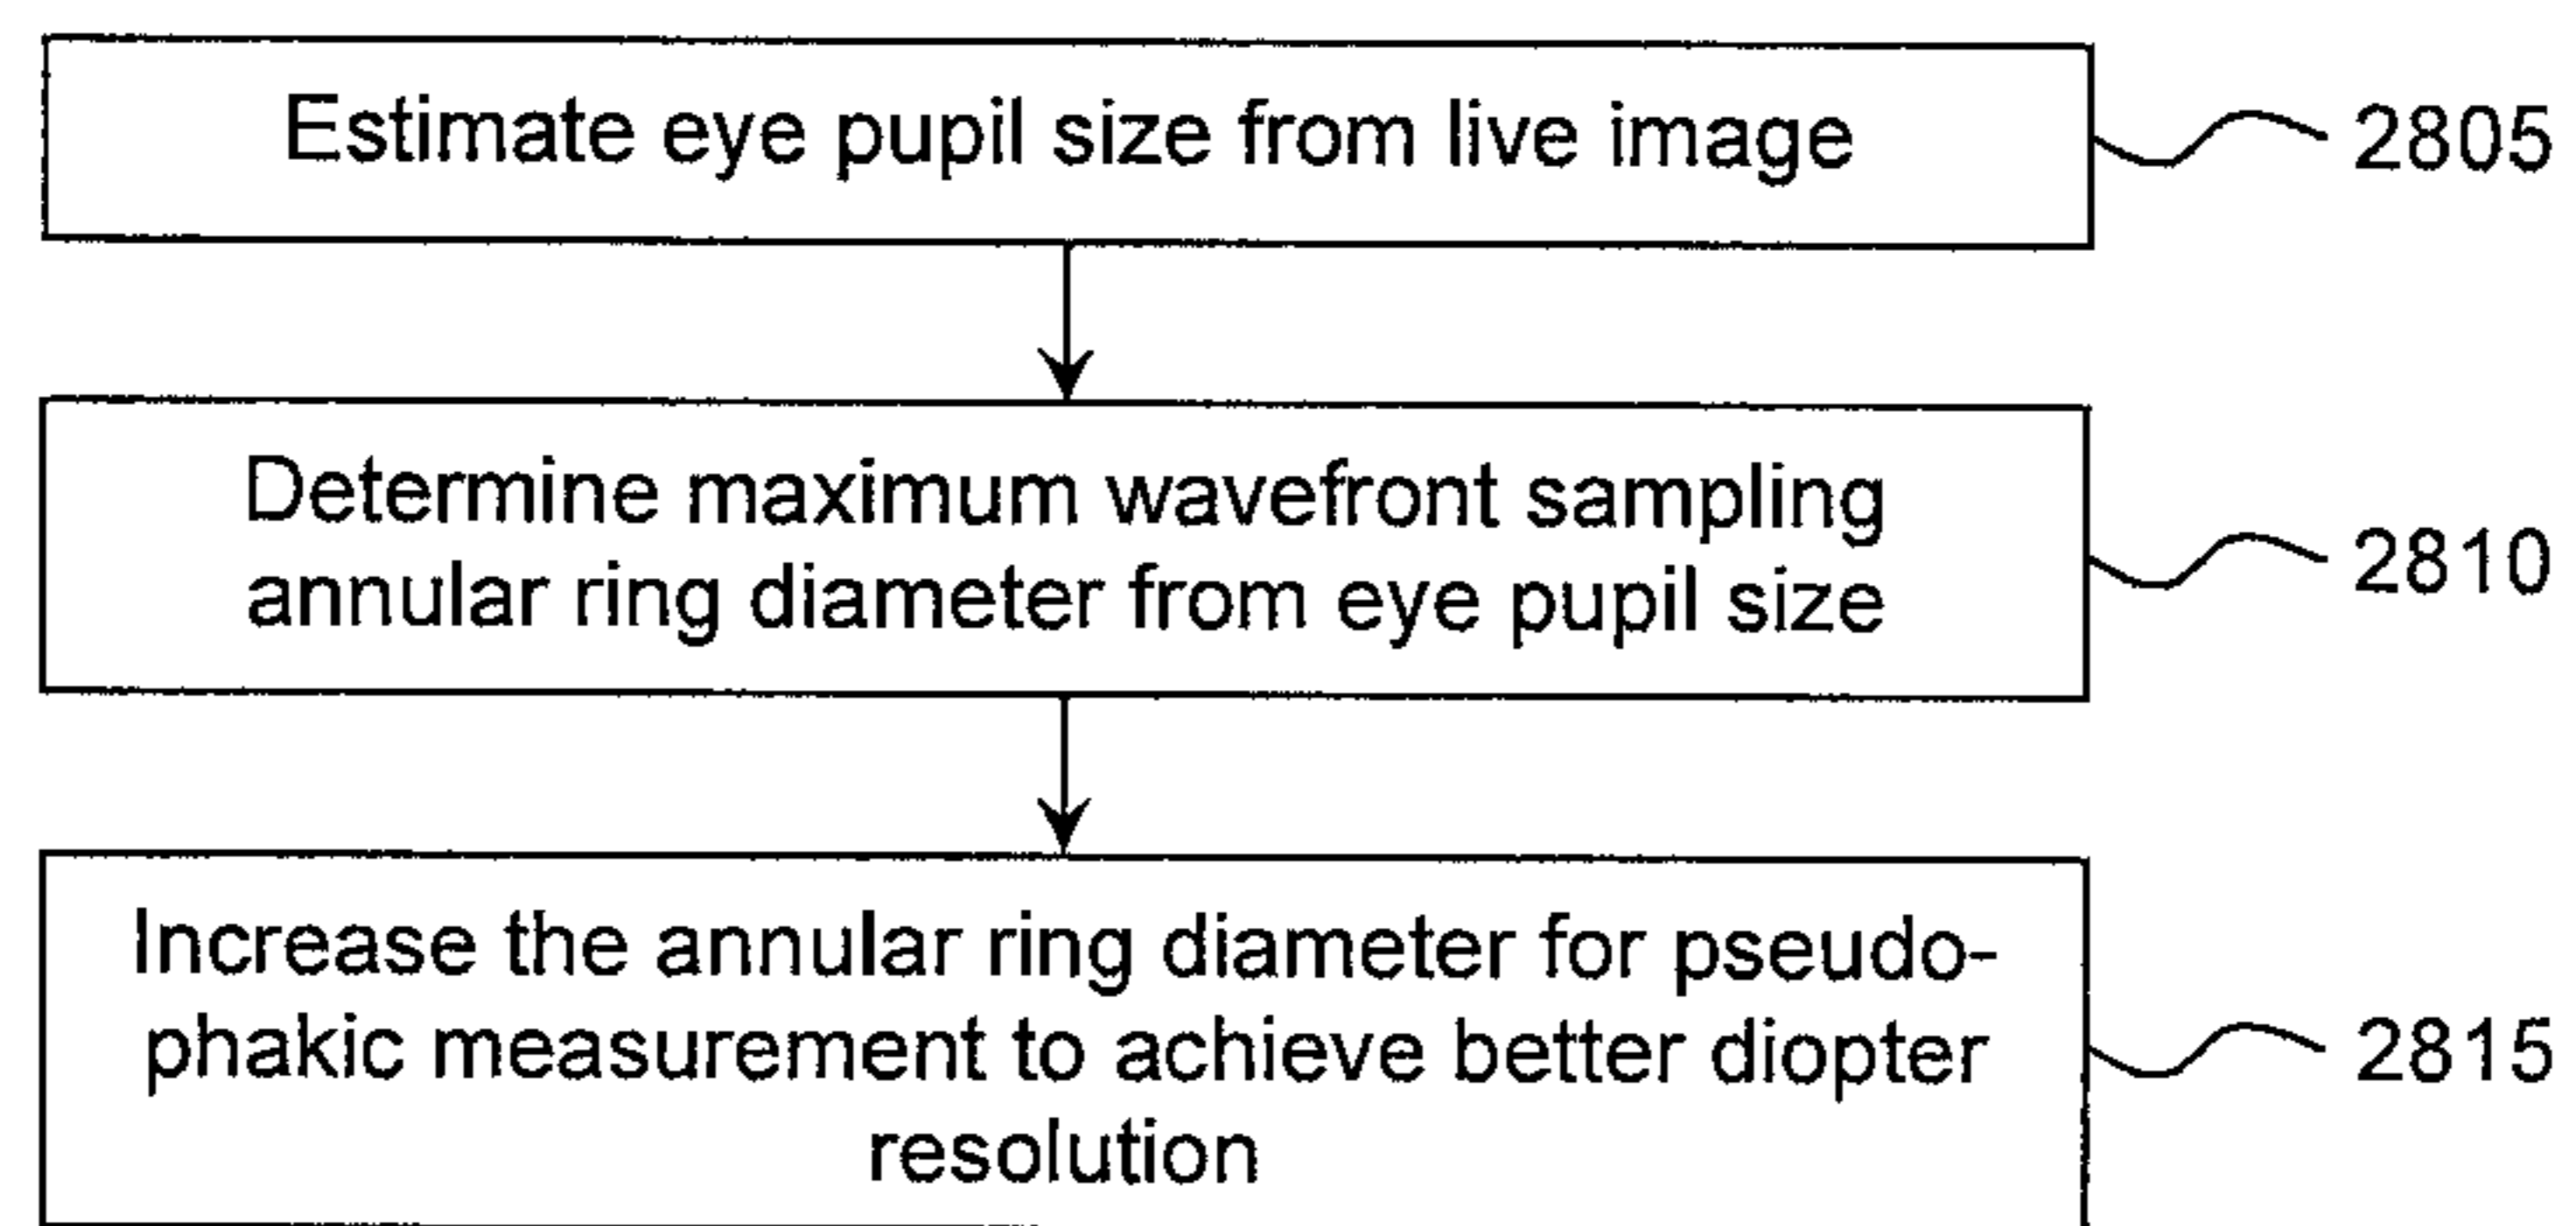 Estimate eye pupil size from live image
2805
Determine maximum wavefront sampling
annular ring diameter from eye pupil size
2810
Increase the annular ring diameter for pseudo-
phakic measurement to achieve better diopter
resolution
2815